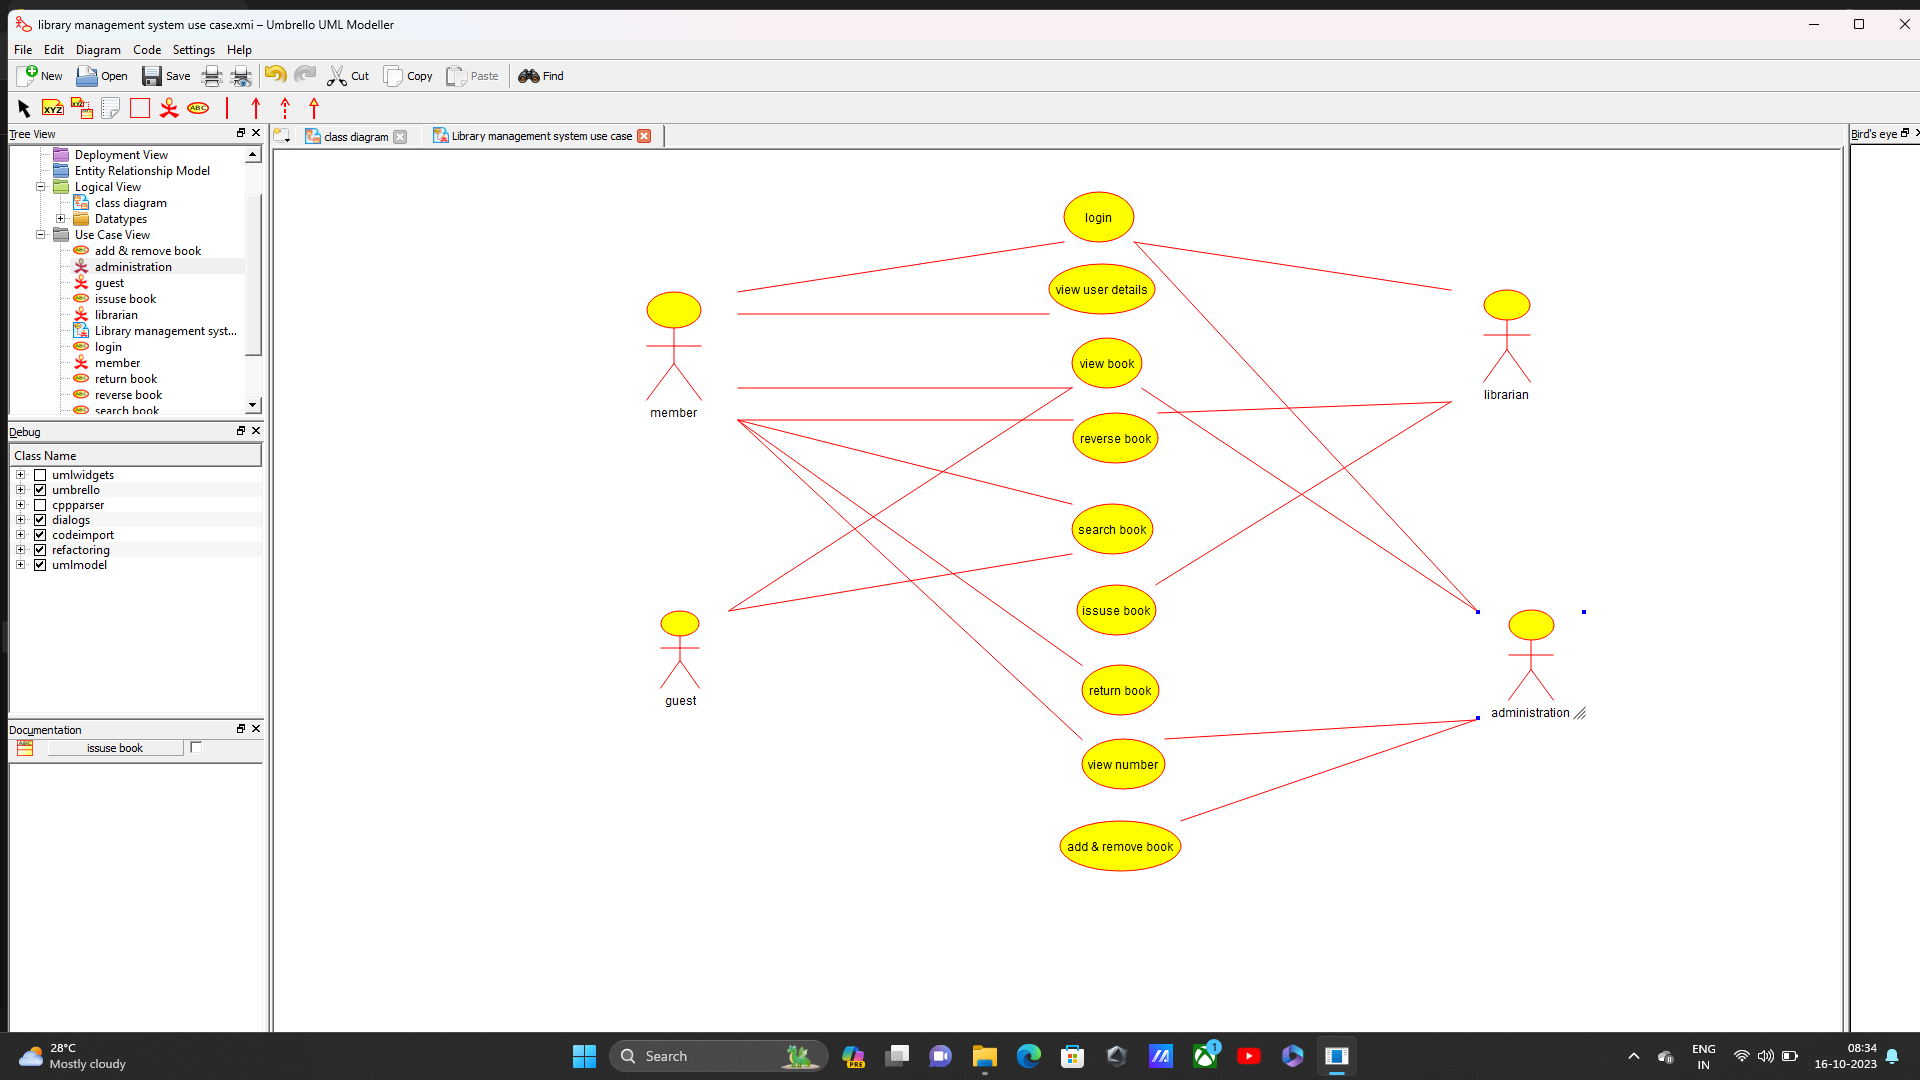 library management system use case.xmi – Umbrello UML Modeller
File Edit Diagram Code Settings Help
New Open Save Cut Copy Paste Find
XYZ XYZ ABC
Tree View
class diagram Library management system use case
Bird's eye
Deployment View
Entity Relationship Model
Logical View
class diagram
Datatypes
Use Case View
add & remove book
administration
guest
issuse book
librarian
Library management syst...
login
member
return book
reverse book
search book
Debug
Class Name
umlwidgets
umbrello
cppparser
dialogs
codeimport
refactoring
umlmodel
Documentation
issuse book
login
view user details
view book
reverse book
search book
issuse book
return book
view number
add & remove book
member
guest
librarian
administration
28°C
Mostly cloudy
Search
PRE
1
ENG
IN
08:34
16-10-2023